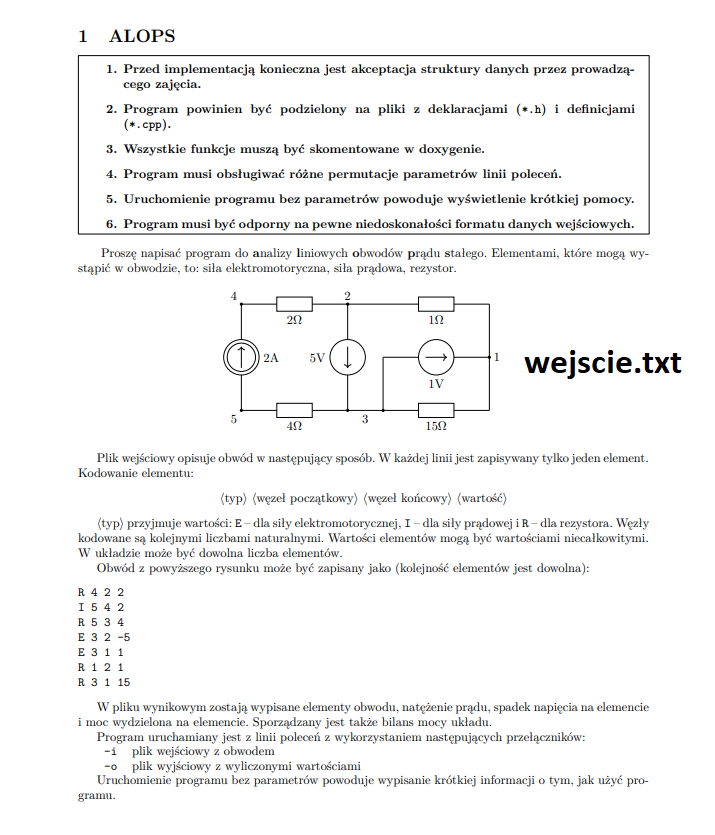 1 ALOPS
1. Przed implementacją konieczna jest akceptacja struktury danych przez prowadzą-
cego zajęcia.
2. Program powinien być podzielony na pliki z deklaracjami (*.h) i definicjami
(*.cpp).
3. Wszystkie funkcje muszą być skomentowane w doxygenie.
4. Program musi obsługiwać różne permutacje parametrów linii poleceń.
5. Uruchomienie programu bez parametrów powoduje wyświetlenie krótkiej pomocy.
6. Program musi być odporny na pewne niedoskonałości formatu danych wejściowych.
Proszę napisać program do analizy liniowych obwodów prądu stałego. Elementami, które mogą wy-
stąpić w obwodzie, to: siła elektromotoryczna, siła prądowa, rezystor.
4 2
2Ω 1Ω
2A 5V 1
1V
5 3
4Ω 15Ω
wejscie.txt
Plik wejściowy opisuje obwód w następujący sposób. W każdej linii jest zapisywany tylko jeden element.
Kodowanie elementu:
⟨typ⟩ ⟨węzeł początkowy⟩ ⟨węzeł końcowy⟩ ⟨wartość⟩
⟨typ⟩ przyjmuje wartości: E – dla siły elektromotorycznej, I – dla siły prądowej i R – dla rezystora. Węzły
kodowane są kolejnymi liczbami naturalnymi. Wartości elementów mogą być wartościami niecałkowitymi.
W układzie może być dowolna liczba elementów.
Obwód z powyższego rysunku może być zapisany jako (kolejność elementów jest dowolna):
R 4 2 2
I 5 4 2
R 5 3 4
E 3 2 -5
E 3 1 1
R 1 2 1
R 3 1 15
W pliku wynikowym zostają wypisane elementy obwodu, natężenie prądu, spadek napięcia na elemencie
i moc wydzielona na elemencie. Sporządzany jest także bilans mocy układu.
Program uruchamiany jest z linii poleceń z wykorzystaniem następujących przełączników:
-i plik wejściowy z obwodem
-o plik wyjściowy z wyliczonymi wartościami
Uruchomienie programu bez parametrów powoduje wypisanie krótkiej informacji o tym, jak użyć pro-
gramu.